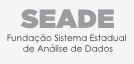 SEADE
Fundação Sistema Estadual
de Análise de Dados